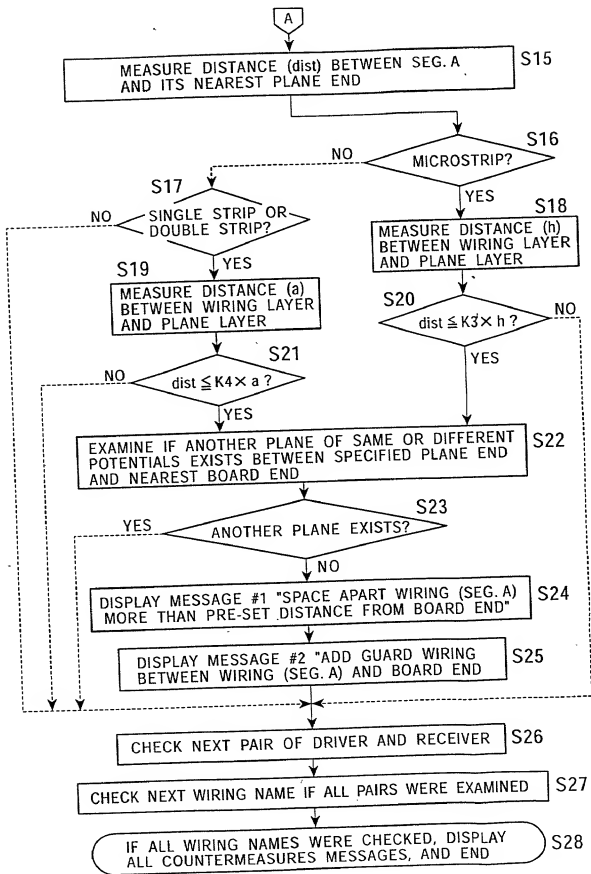 A
MEASURE DISTANCE (dist) BETWEEN SEG. A
AND ITS NEAREST PLANE END
S15
S16
MICROSTRIP?
NO
YES
S17
SINGLE STRIP OR
DOUBLE STRIP?
NO
YES
S18
MEASURE DISTANCE (h)
BETWEEN WIRING LAYER
AND PLANE LAYER
S19
MEASURE DISTANCE (a)
BETWEEN WIRING LAYER
AND PLANE LAYER
S20
dist ≦ K3 × h ?
NO
YES
S21
dist ≦ K4 × a ?
NO
YES
EXAMINE IF ANOTHER PLANE OF SAME OR DIFFERENT
POTENTIALS EXISTS BETWEEN SPECIFIED PLANE END
AND NEAREST BOARD END
S22
S23
ANOTHER PLANE EXISTS?
YES
NO
DISPLAY MESSAGE #1 "SPACE APART WIRING (SEG. A)
MORE THAN PRE-SET DISTANCE FROM BOARD END"
S24
DISPLAY MESSAGE #2 "ADD GUARD WIRING
BETWEEN WIRING (SEG. A) AND BOARD END
S25
CHECK NEXT PAIR OF DRIVER AND RECEIVER
S26
CHECK NEXT WIRING NAME IF ALL PAIRS WERE EXAMINED
S27
IF ALL WIRING NAMES WERE CHECKED, DISPLAY
ALL COUNTERMEASURES MESSAGES, AND END
S28